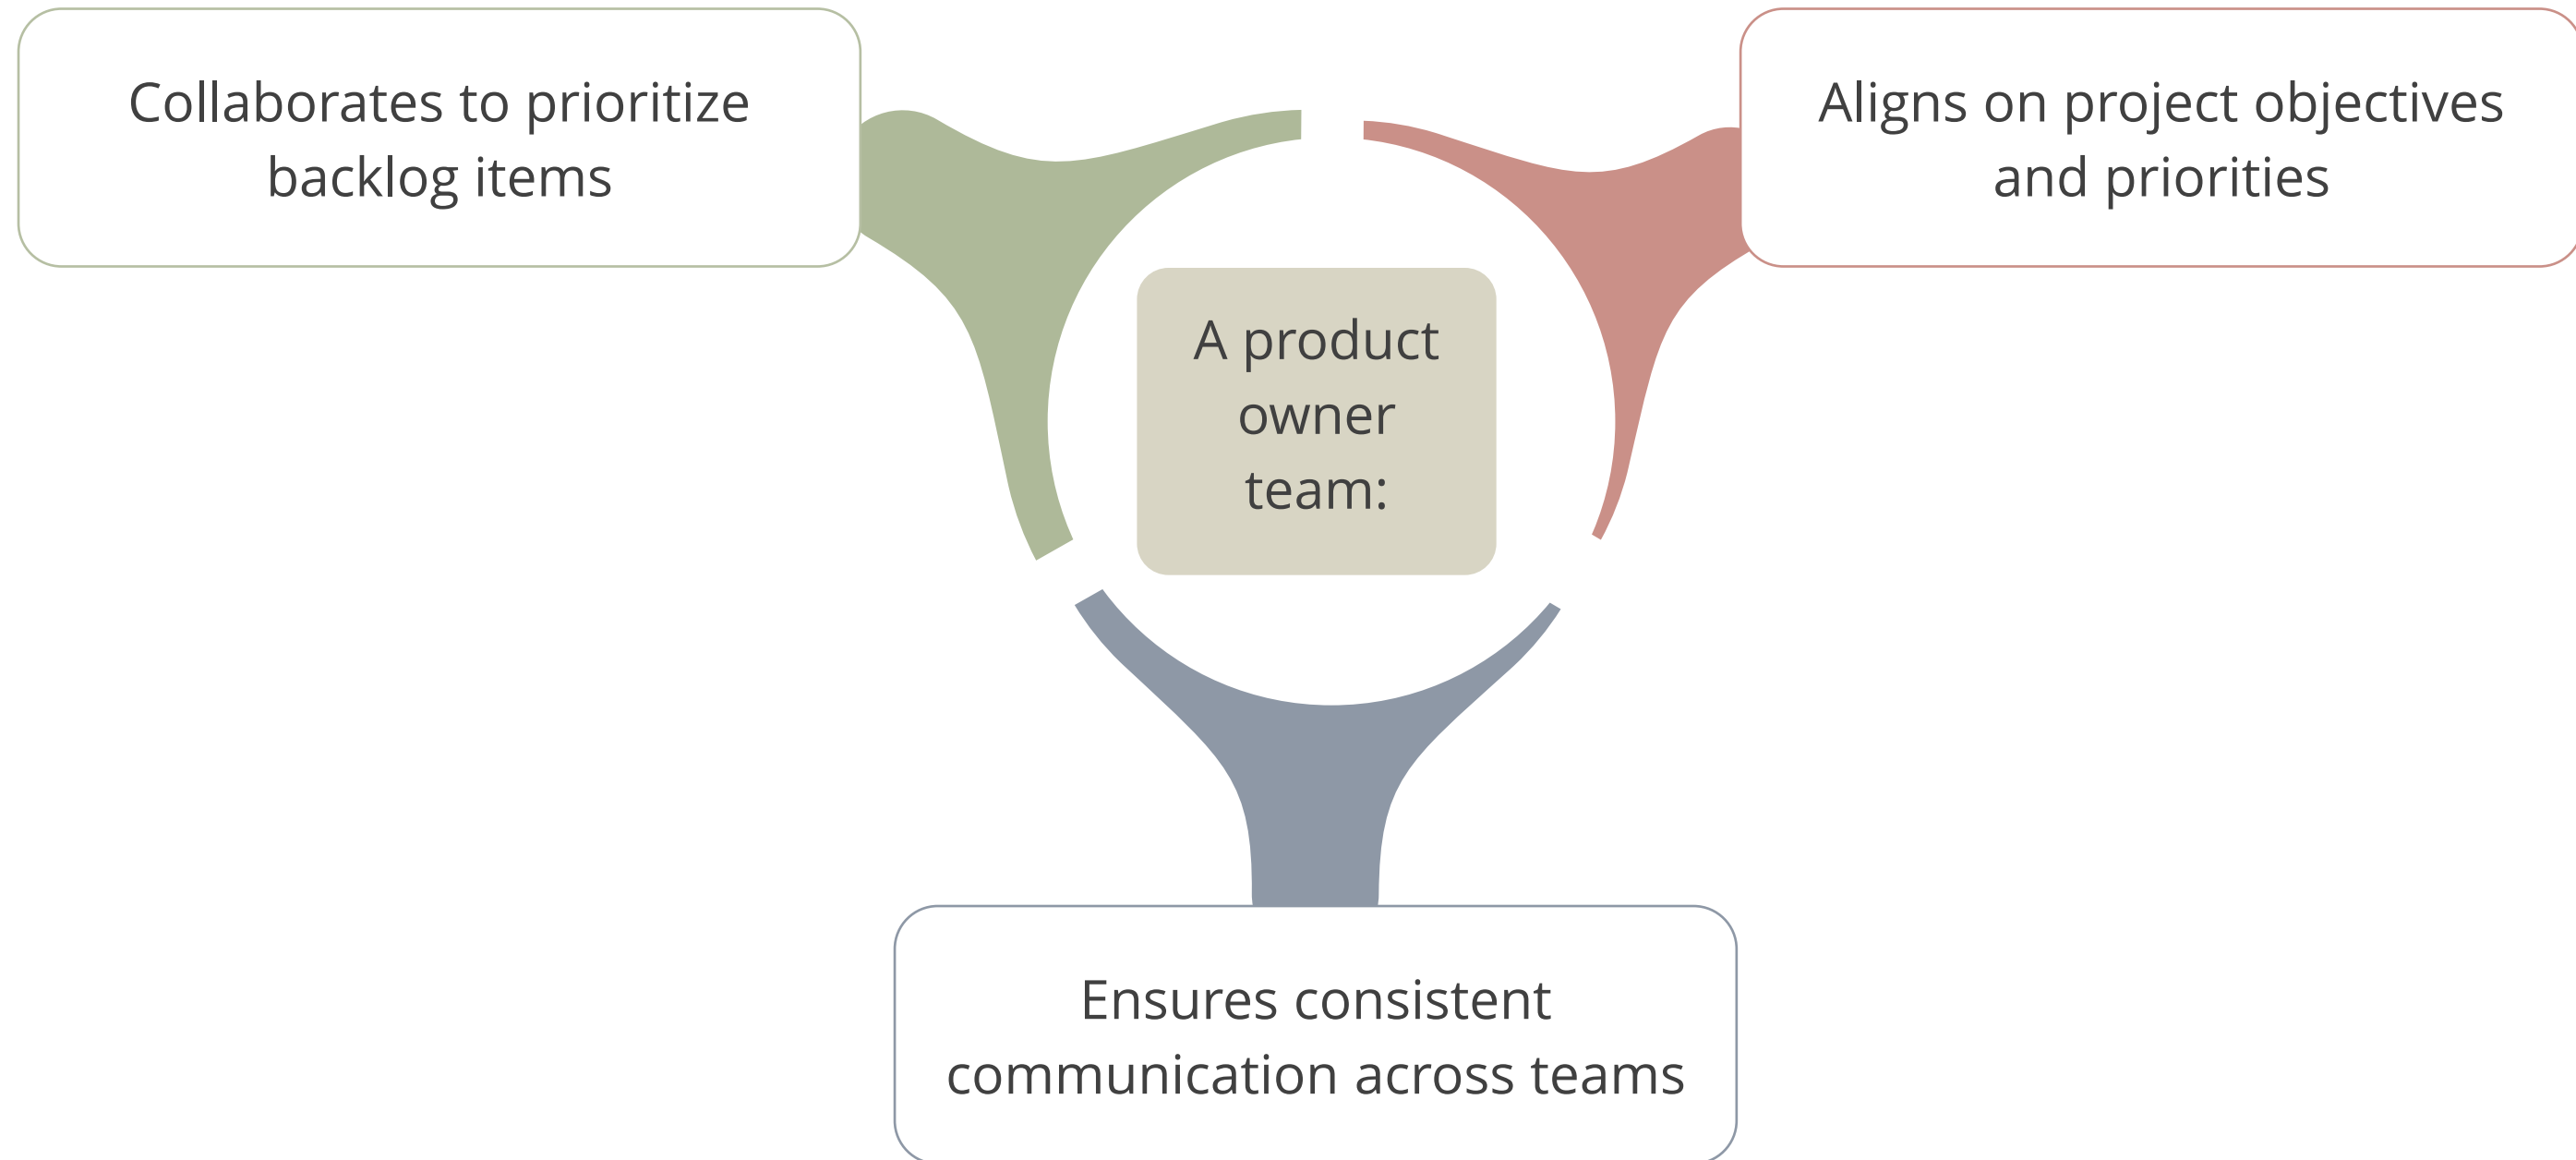 Collaborates to prioritize
backlog items
Aligns on project objectives
and priorities
A product
owner
team:
Ensures consistent
communication across teams